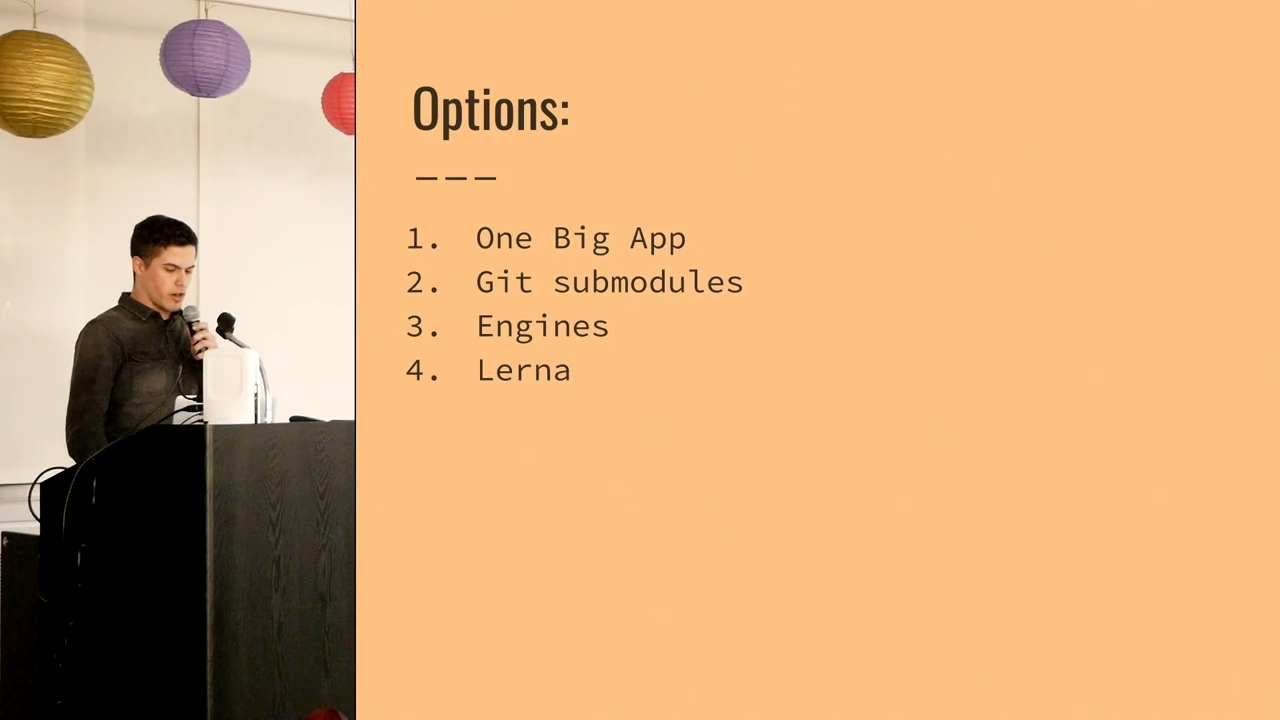 Options:
———
1. One Big App
2. Git submodules
3. Engines
4. Lerna